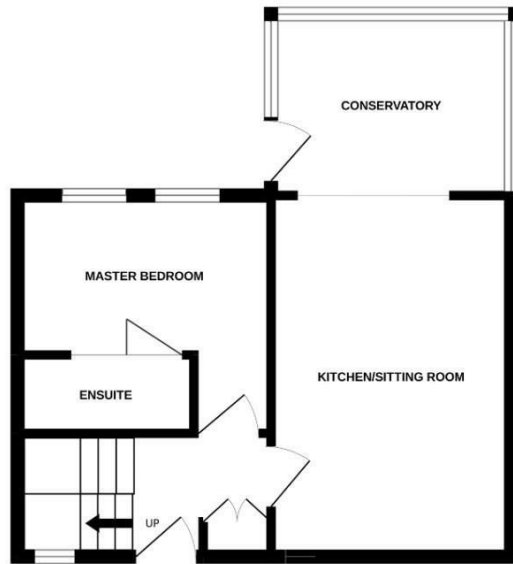 CONSERVATORY
MASTER BEDROOM
KITCHEN/SITTING ROOM
ENSUITE
UP